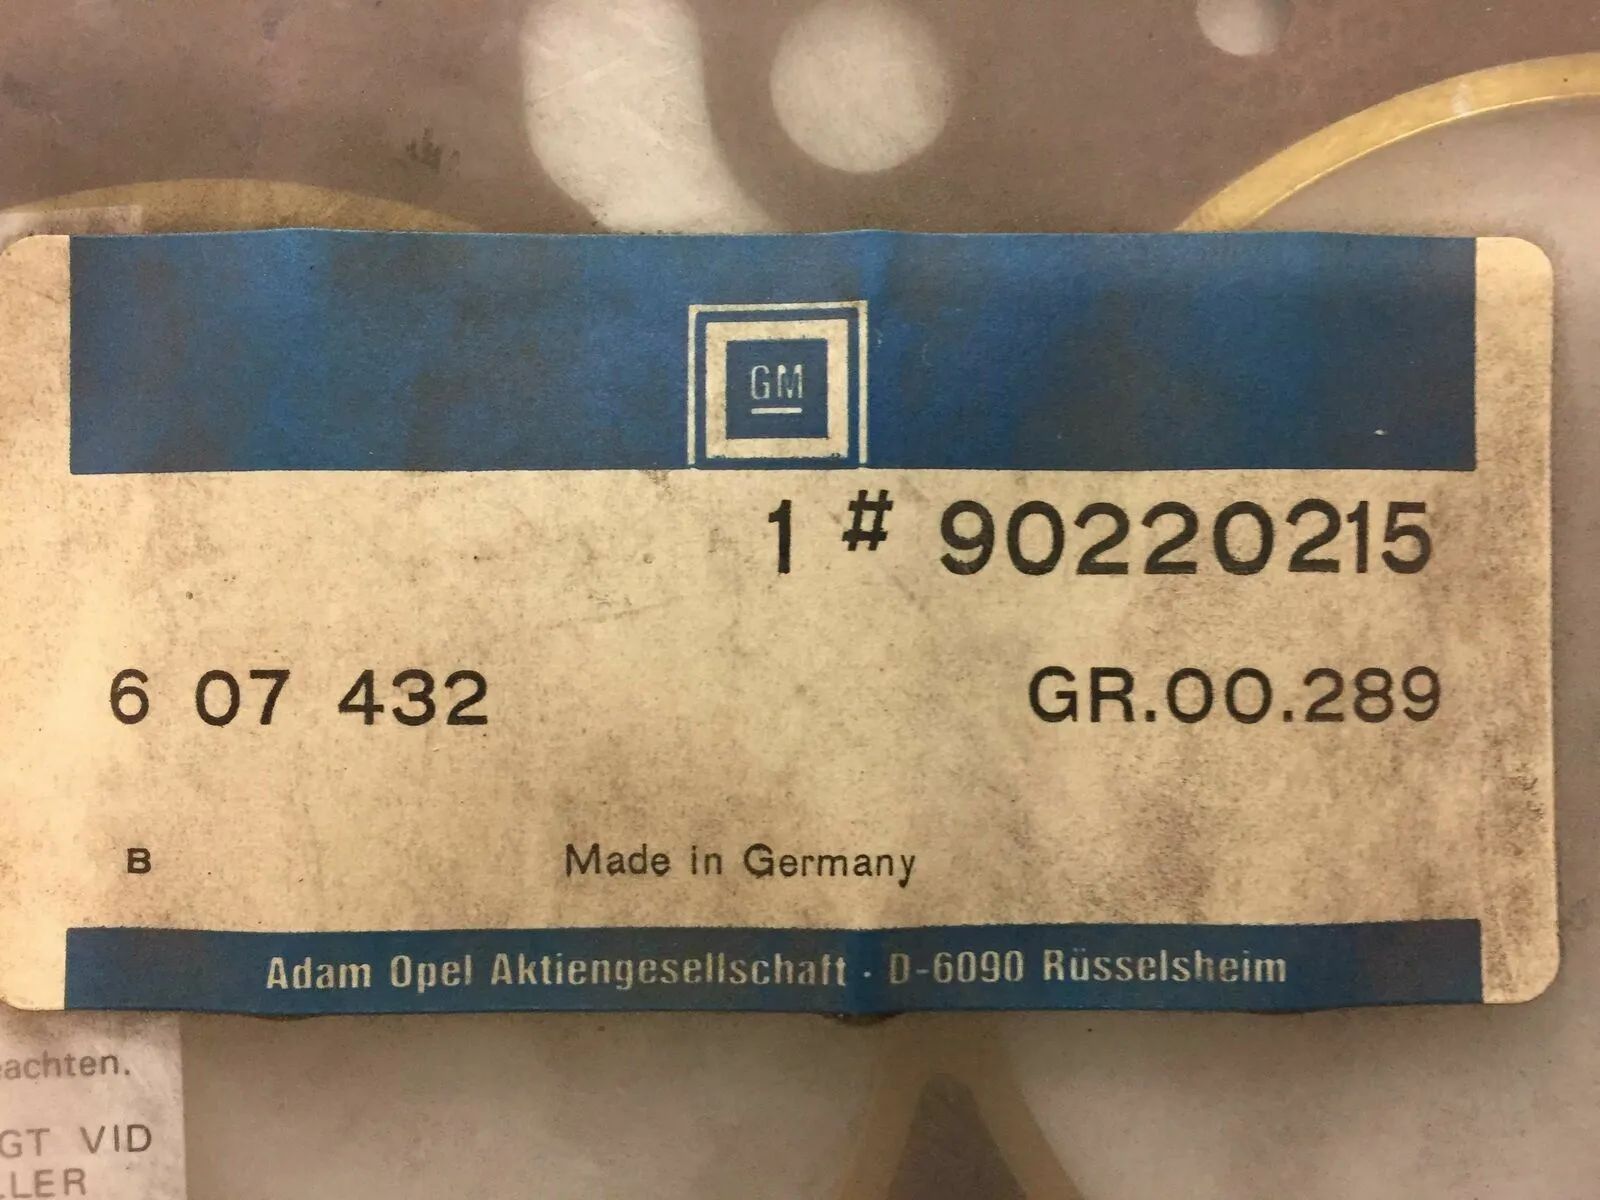 GM
1 # 90220215
6 07 432 GR.00.289
B Made in Germany
Adam Opel Aktiengesellschaft · D-6090 Rüsselsheim
achten.
GT VID
LLER